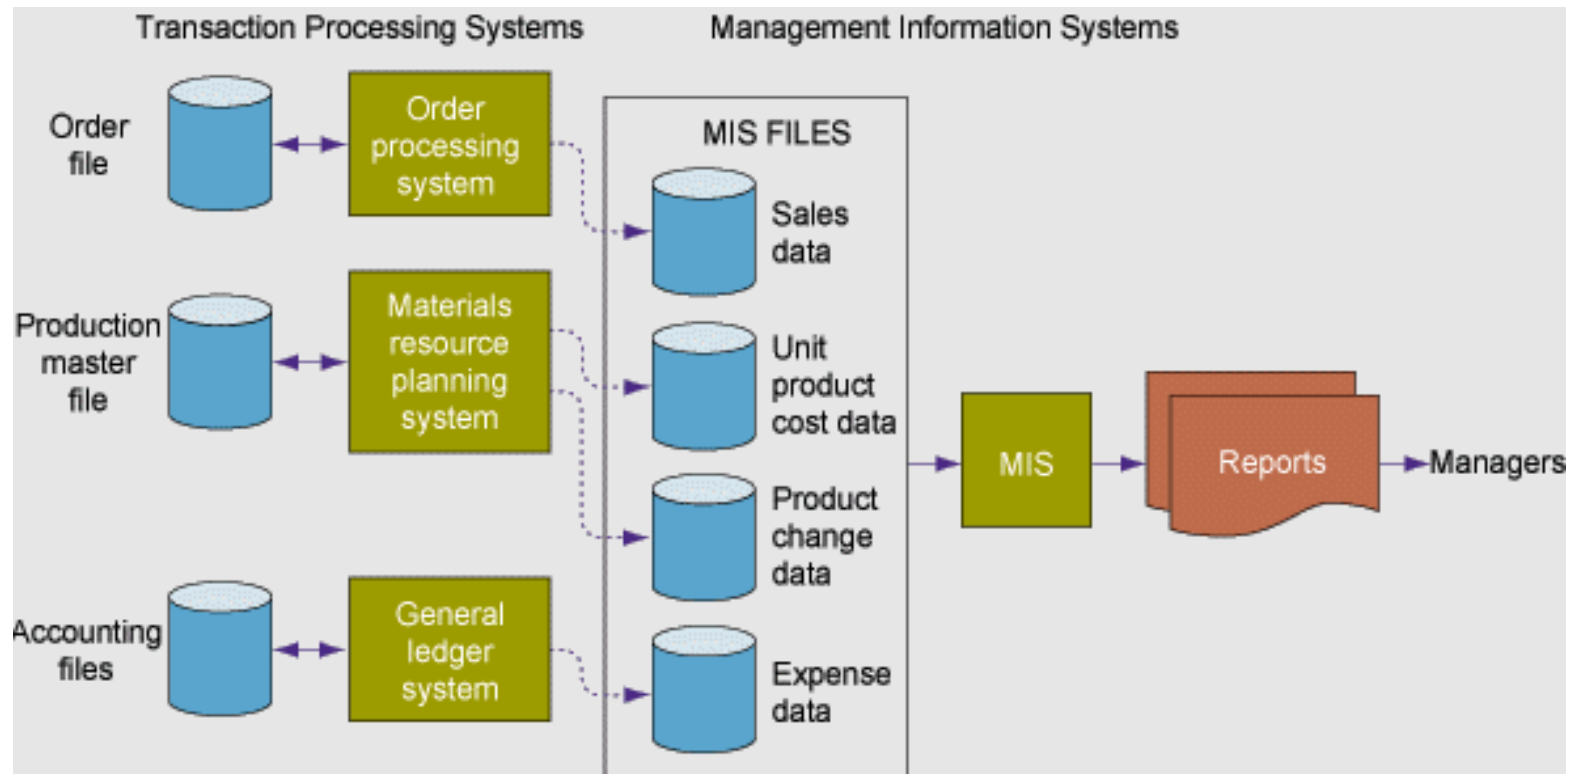 Transaction Processing Systems
Management Information Systems
Order
file
Order
processing
system
MIS FILES
Sales
data
Production
master
file
Materials
resource
planning
system
Unit
product
cost data
Product
change
data
MIS
Reports
Managers
Accounting
files
General
ledger
system
Expense
data